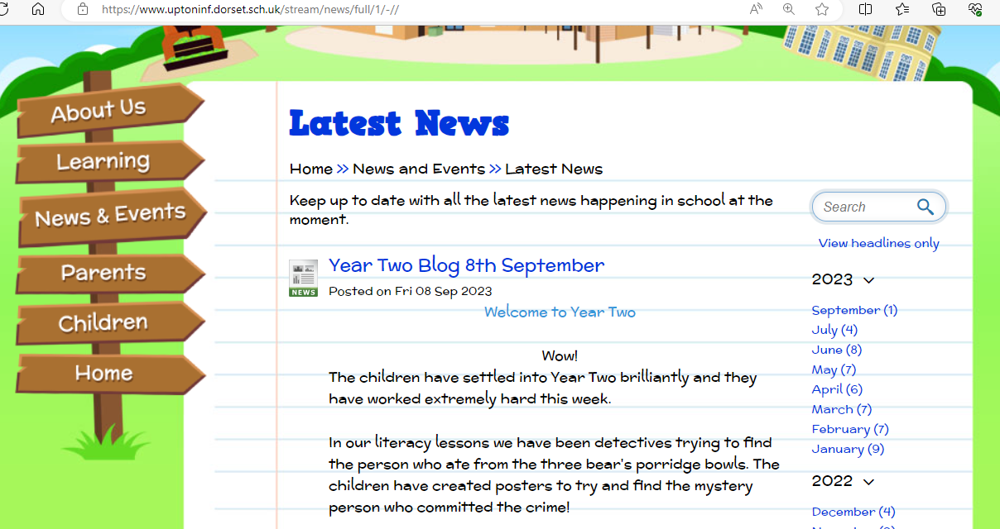 https://www.uptoninf.dorset.sch.uk/stream/news/full/1/-//
About Us
Learning
News & Events
Parents
Children
Home
Latest News
Home >> News and Events >> Latest News
Keep up to date with all the latest news happening in school at the
moment.
NEWS
Year Two Blog 8th September
Posted on Fri 08 Sep 2023
Welcome to Year Two
Wow!
The children have settled into Year Two brilliantly and they
have worked extremely hard this week.
In our literacy lessons we have been detectives trying to find
the person who ate from the three bear's porridge bowls. The
children have created posters to try and find the mystery
person who committed the crime!
Search
View headlines only
2023
September (1)
July (4)
June (8)
May (7)
April (6)
March (7)
February (7)
January (9)
2022
December (4)